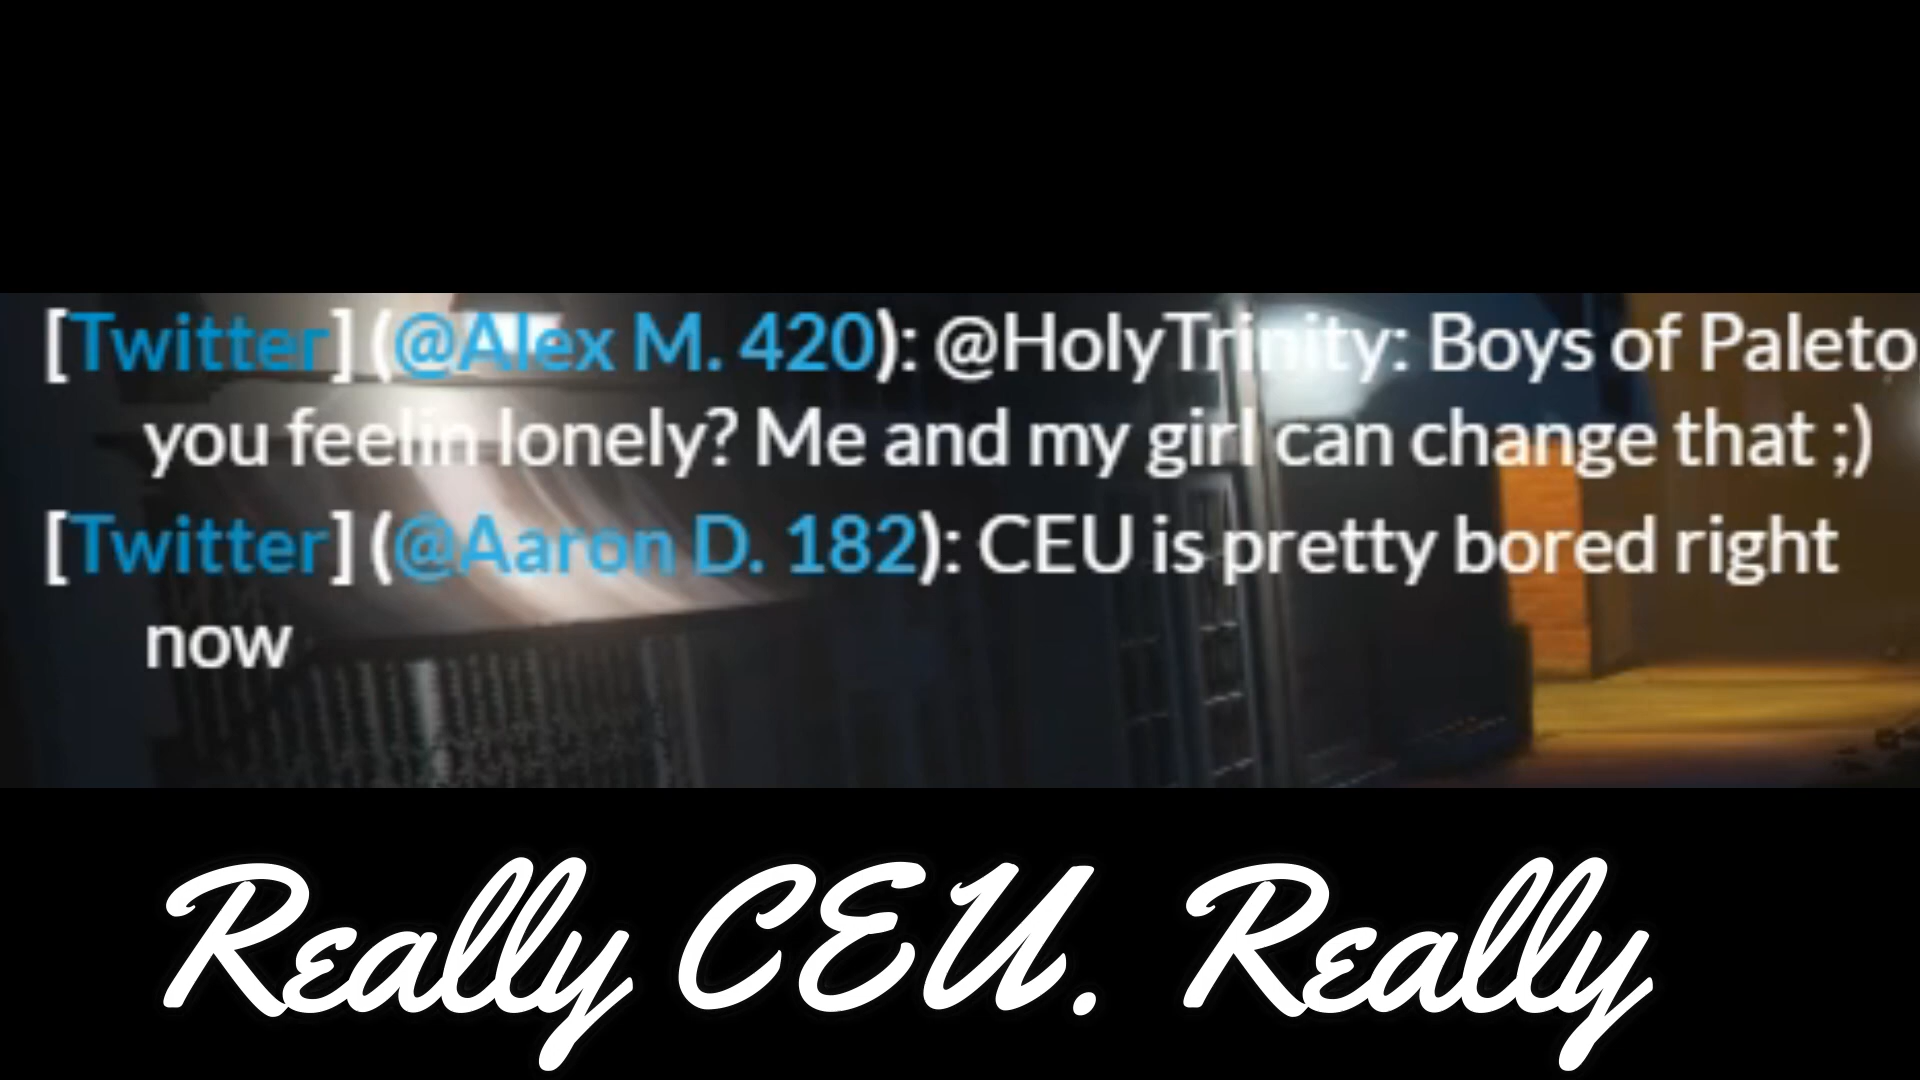 [Twitter] (@Alex M. 420): @HolyTrinity: Boys of Paleto,
you feelin lonely? Me and my girl can change that ;)
[Twitter] (@Aaron D. 182): CEU is pretty bored right
now
Really CEU. Really